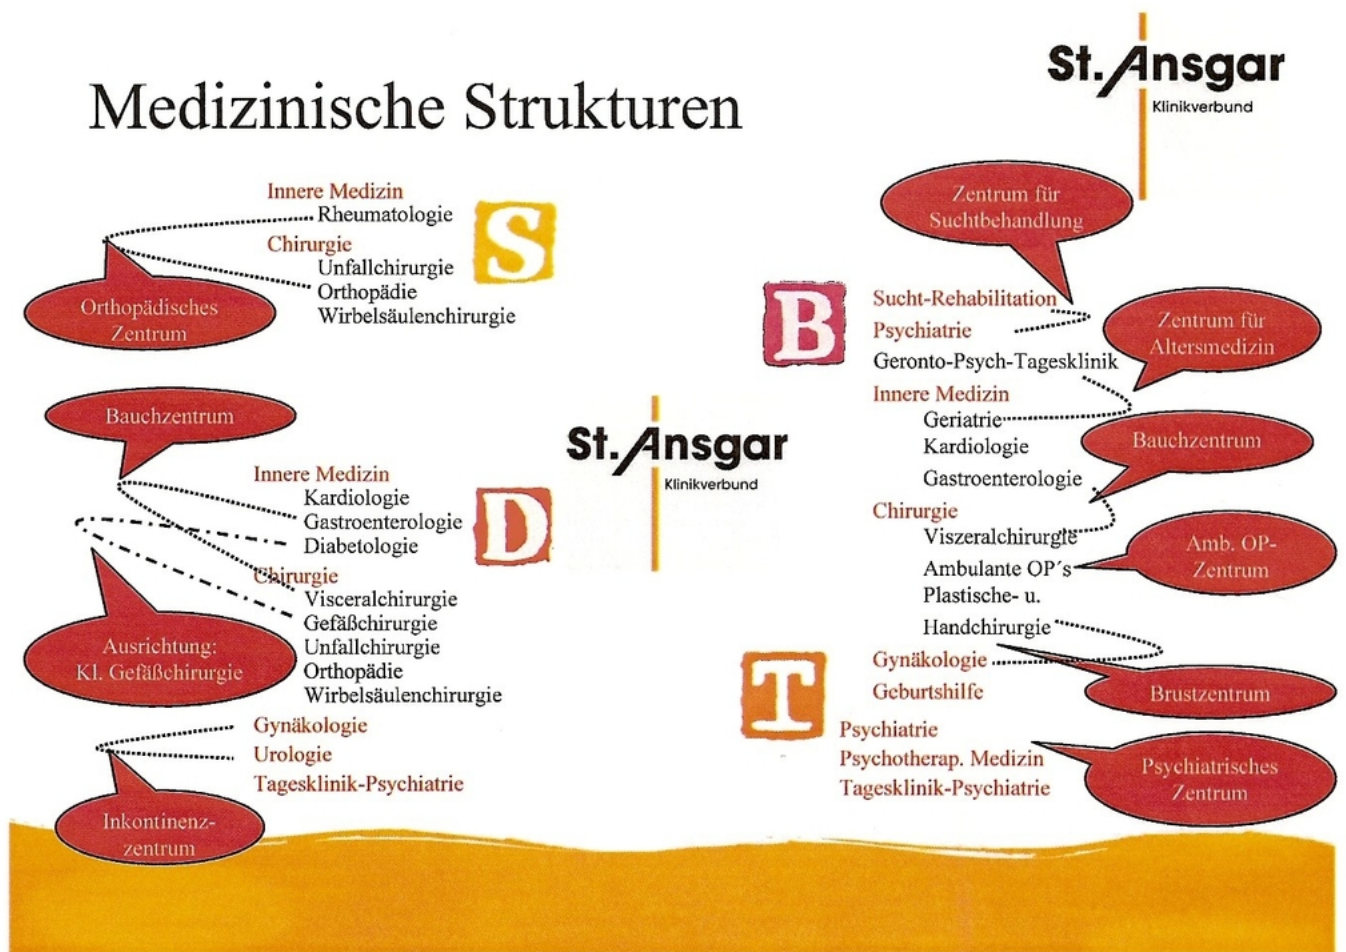 St. Ansgar
Klinikverbund
Medizinische Strukturen
Innere Medizin
Rheumatologie
Chirurgie
Unfallchirurgie
Orthopädie
Wirbelsäulenchirurgie
S
Orthopädisches
Zentrum
Bauchzentrum
Innere Medizin
Kardiologie
Gastroenterologie
Diabetologie
Chirurgie
Visceralchirurgie
Gefäßchirurgie
Unfallchirurgie
Orthopädie
Wirbelsäulenchirurgie
Gynäkologie
Urologie
Tagesklinik-Psychiatrie
D
Ausrichtung:
Kl. Gefäßchirurgie
Inkontinenz-
zentrum
St. Ansgar
Klinikverbund
Zentrum für
Suchtbehandlung
B
Sucht-Rehabilitation
Psychiatrie
Geronto-Psych-Tagesklinik
Innere Medizin
Geriatrie
Kardiologie
Gastroenterologie
Chirurgie
Viszeralchirurgie
Ambulante OP´s
Plastische- u.
Handchirurgie
Gynäkologie
Geburtshilfe
Zentrum für
Altersmedizin
Bauchzentrum
Amb. OP-
Zentrum
Brustzentrum
T
Psychiatrie
Psychotherap. Medizin
Tagesklinik-Psychiatrie
Psychiatrisches
Zentrum